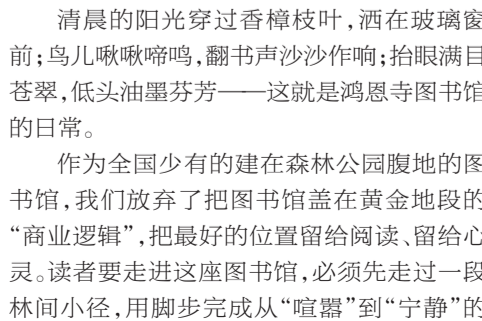 清晨的阳光穿过香樟枝叶,洒在玻璃窗
前;鸟儿啾啾啼鸣,翻书声沙沙作响;抬眼满目
苍翠,低头油墨芬芳——这就是鸿恩寺图书馆
的日常。
作为全国少有的建在森林公园腹地的图
书馆,我们放弃了把图书馆盖在黄金地段的
“商业逻辑”,把最好的位置留给阅读、留给心
灵。读者要走进这座图书馆,必须先走过一段
林间小径,用脚步完成从“喧嚣”到“宁静”的